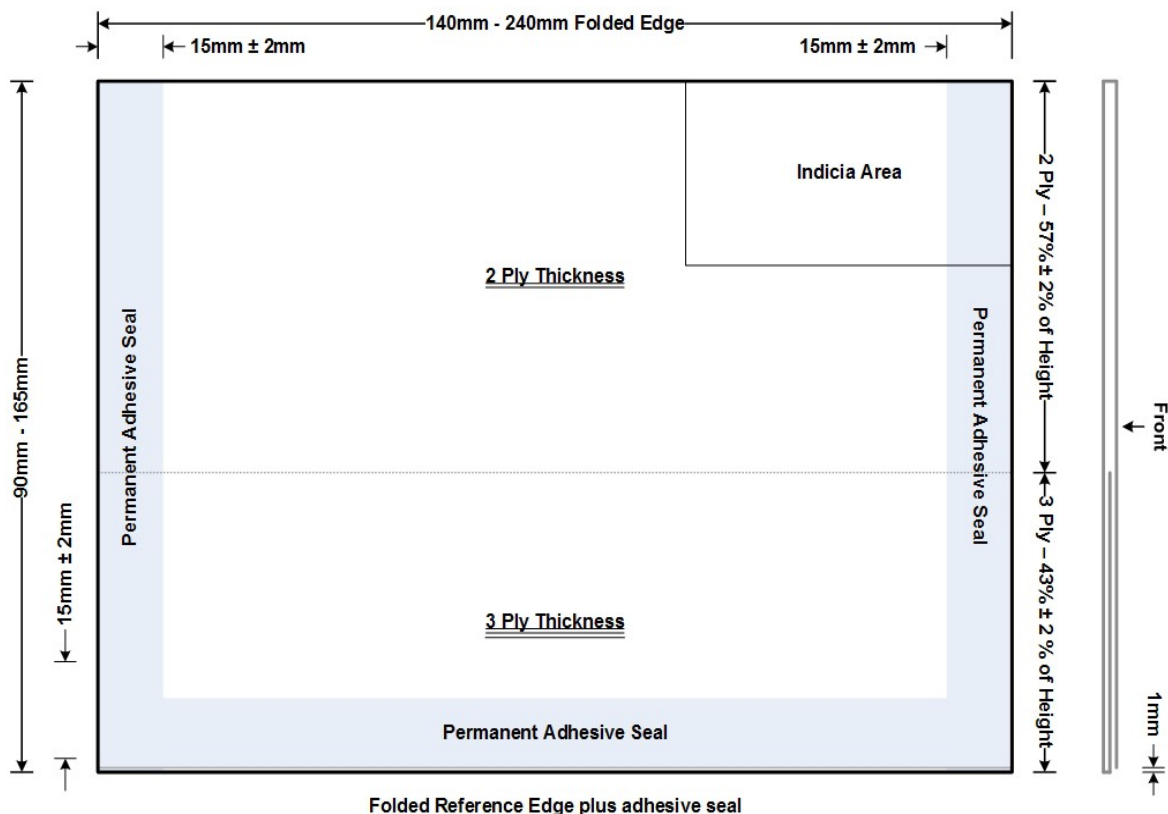 140mm - 240mm Folded Edge
15mm ± 2mm
15mm ± 2mm
Indicia Area
2 Ply Thickness
Permanent Adhesive Seal
Permanent Adhesive Seal
2 Ply – 57% ± 2% of Height
90mm - 165mm
Front
15mm ± 2mm
3 Ply Thickness
3 Ply – 43% ± 2 % of Height
1mm
Permanent Adhesive Seal
Folded Reference Edge plus adhesive seal